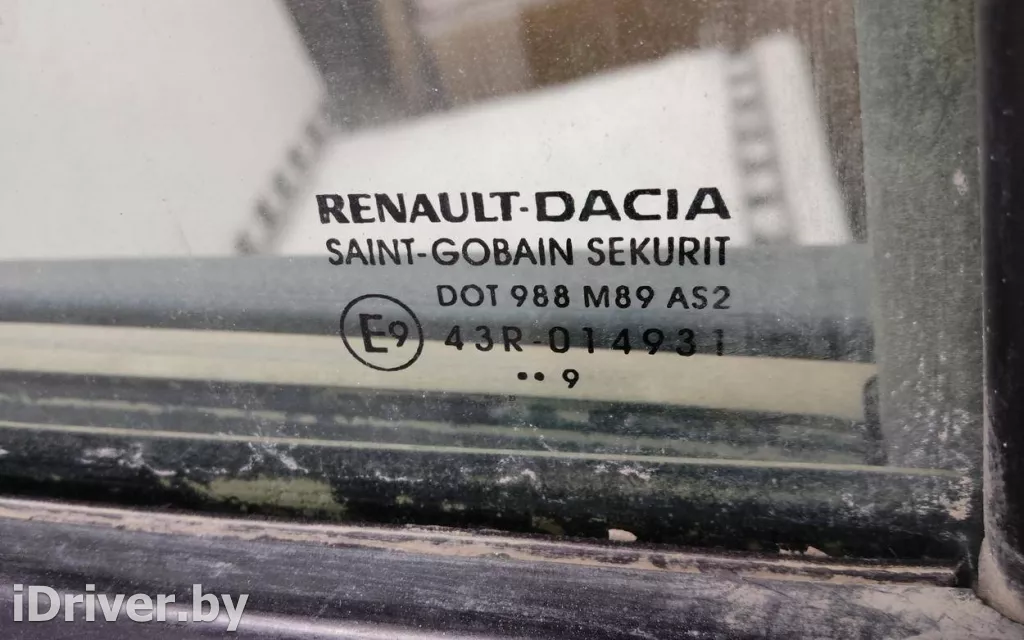 RENAULT-DACIA
SAINT-GOBAIN SEKURIT
DOT 988 M89 AS2
E9 43R-014931
•• 9
iDriver.by